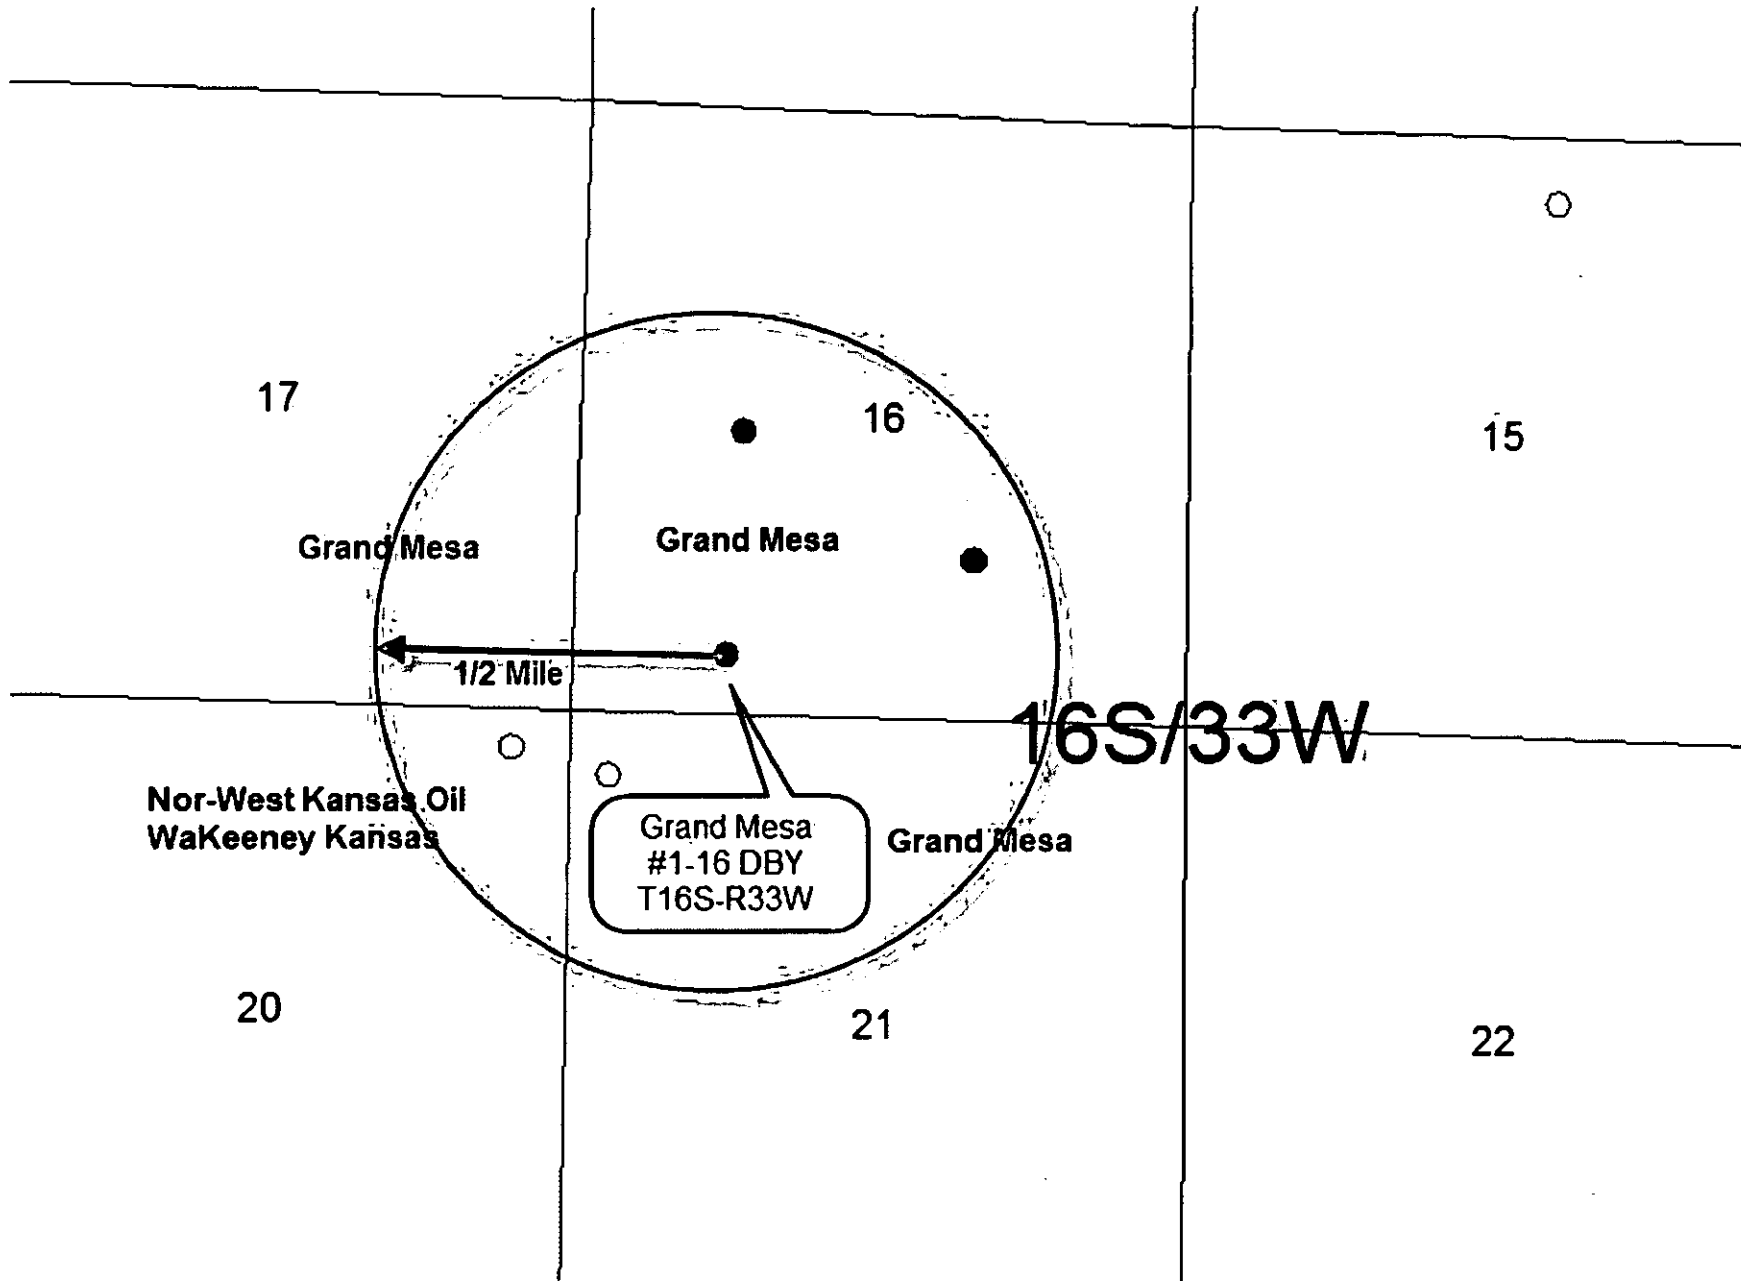 17
16
15
Grand Mesa
Grand Mesa
1/2 Mile
16S/33W
Nor-West Kansas Oil
WaKeeney Kansas
Grand Mesa
#1-16 DBY
T16S-R33W
Grand Mesa
20
21
22